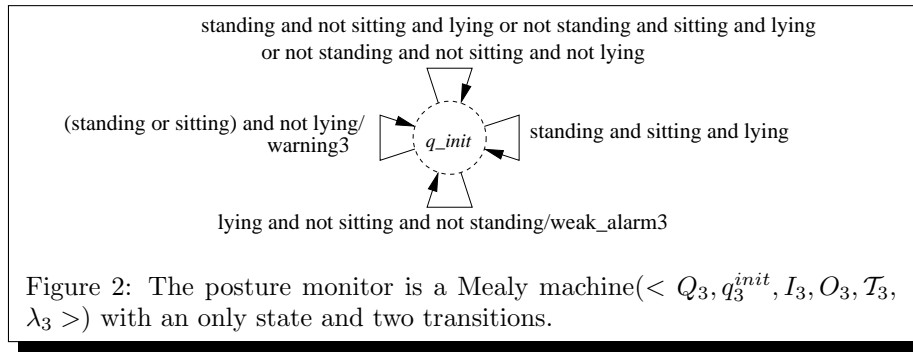 standing and not sitting and lying or not standing and sitting and lying
or not standing and not sitting and not lying
(standing or sitting) and not lying/
warning3
q_init
standing and sitting and lying
lying and not sitting and not standing/weak_alarm3
Figure 2: The posture monitor is a Mealy machine(< Q₃, q₃^{init}, I₃, O₃, 𝒯₃,
λ₃ >) with an only state and two transitions.